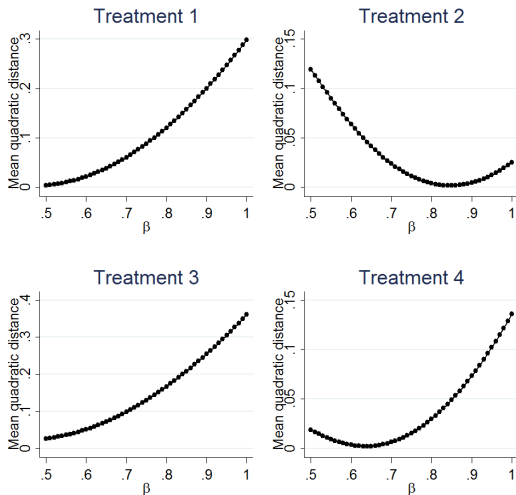 Treatment 1
Mean quadratic distance
0 .1 .2 .3
.5 .6 .7 .8 .9 1
β
Treatment 2
Mean quadratic distance
0 .05 .1 .15
.5 .6 .7 .8 .9 1
β
Treatment 3
Mean quadratic distance
0 .1 .2 .3 .4
.5 .6 .7 .8 .9 1
β
Treatment 4
Mean quadratic distance
0 .05 .1 .15
.5 .6 .7 .8 .9 1
β